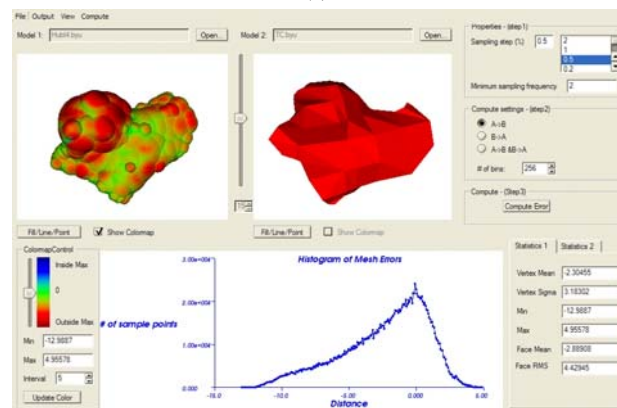 File Output View Compute
Model 1: Hutt4.byu Open... Model 2: TC.byu Open...
Properties - (step1)
Sampling step (%) 0.5
2
1
0.5
0.2
Minimum sampling frequency 2
Compute settings - (step2)
A->B
B->A
A->B &B->A
# of bins: 256
Compute - (Step3)
Compute Error
15
Fill/Line/Point Show Colormap Fill/Line/Point Show Colormap
ColormapControl
Inside Max
0
Outside Max
Min -12.9887
Max 4.95578
Interval 5
Update Color
Histogram of Mesh Errors
3.00e+004
# of sample points
2.00e+004
1.00e+004
0.000
-15.0 -10.0 -5.00 0.000 5.00
Distance
Statistics 1 Statistics 2
Vertex Mean -2.30455
Vertex Sigma 3.18302
Min -12.9887
Max 4.95578
Face Mean -2.88908
Face RMS 4.42945